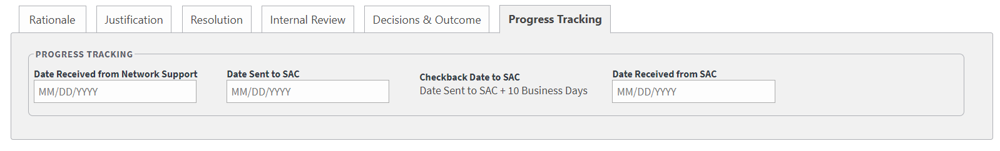 Rationale
Justification
Resolution
Internal Review
Decisions & Outcome
Progress Tracking
PROGRESS TRACKING
Date Received from Network Support
MM/DD/YYYY
Date Sent to SAC
MM/DD/YYYY
Checkback Date to SAC
Date Sent to SAC + 10 Business Days
Date Received from SAC
MM/DD/YYYY